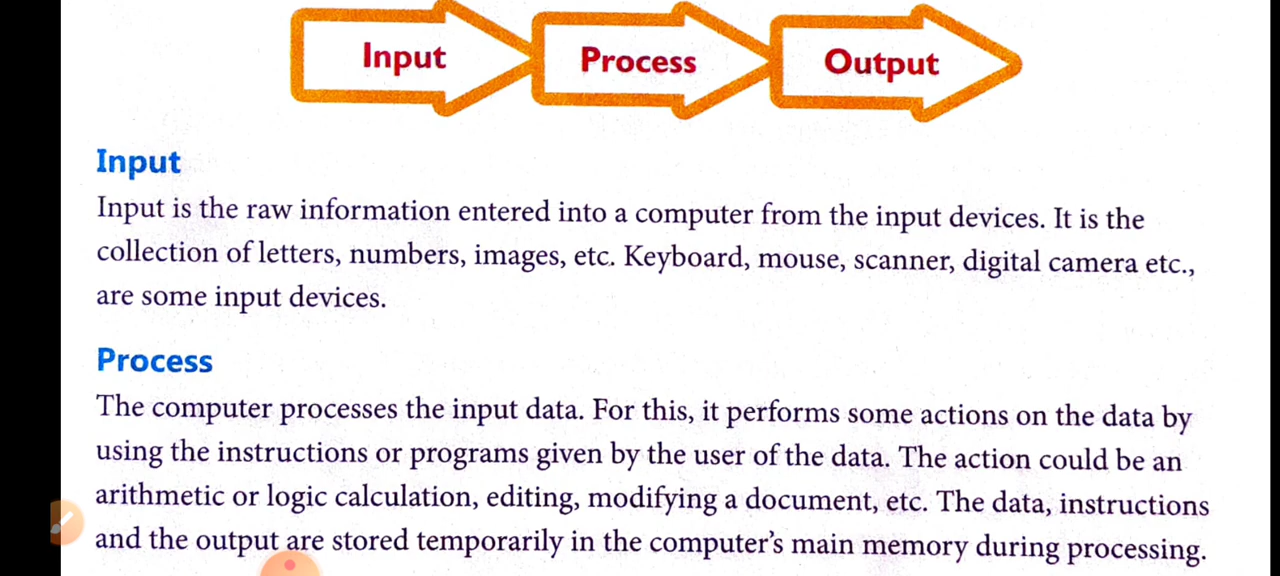 Input Process Output
Input
Input is the raw information entered into a computer from the input devices. It is the
collection of letters, numbers, images, etc. Keyboard, mouse, scanner, digital camera etc.,
are some input devices.
Process
The computer processes the input data. For this, it performs some actions on the data by
using the instructions or programs given by the user of the data. The action could be an
arithmetic or logic calculation, editing, modifying a document, etc. The data, instructions
and the output are stored temporarily in the computer's main memory during processing.